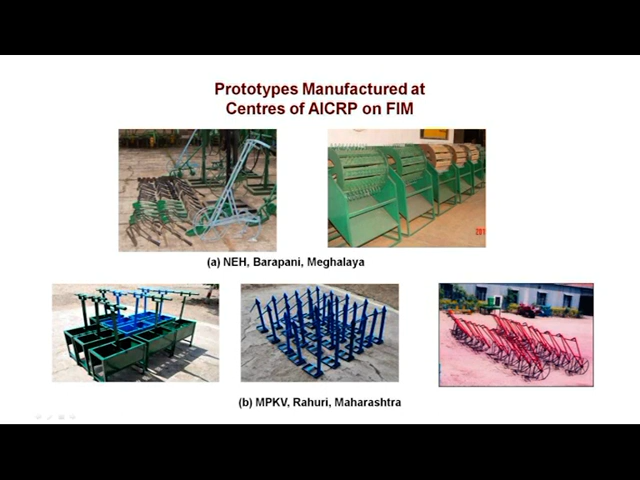 Prototypes Manufactured at
Centres of AICRP on FIM
(a) NEH, Barapani, Meghalaya
(b) MPKV, Rahuri, Maharashtra